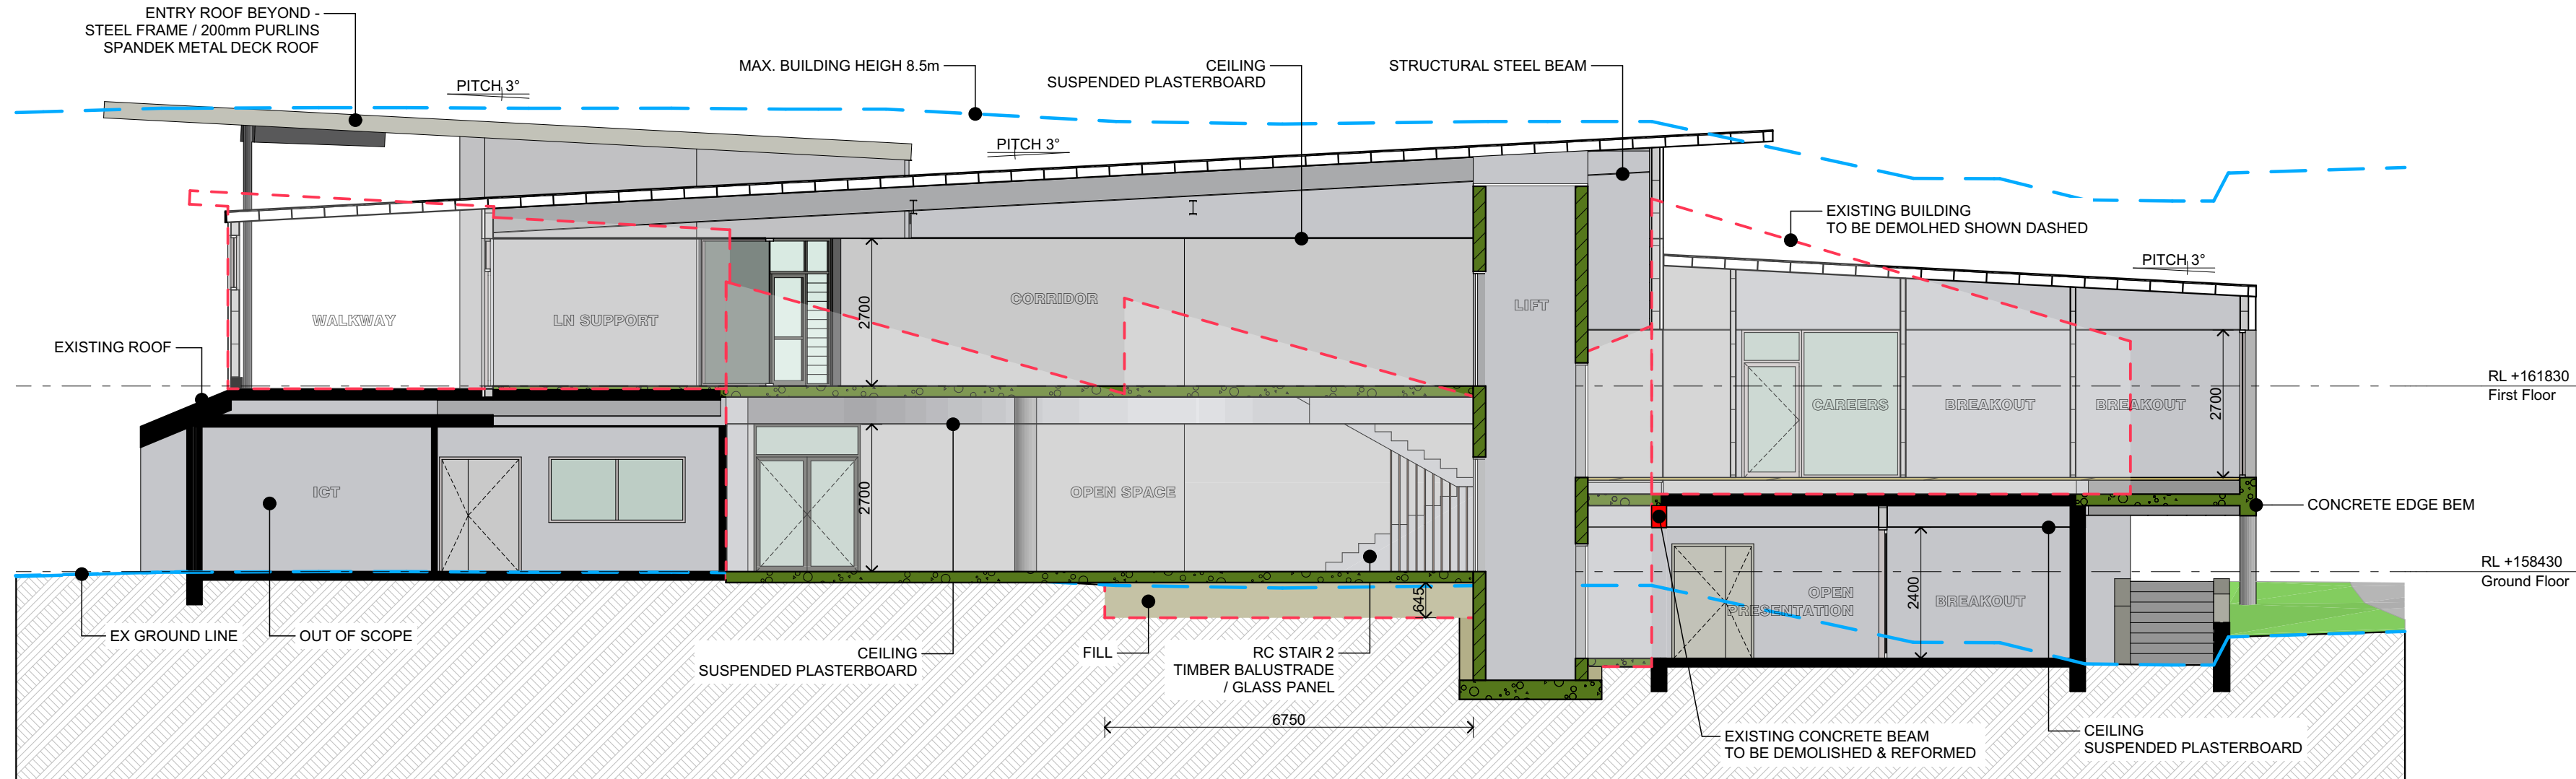 ENTRY ROOF BEYOND -
STEEL FRAME / 200mm PURLINS
SPANDEK METAL DECK ROOF
PITCH 3°
MAX. BUILDING HEIGH 8.5m
CEILING
SUSPENDED PLASTERBOARD
STRUCTURAL STEEL BEAM
PITCH 3°
EXISTING BUILDING
TO BE DEMOLHED SHOWN DASHED
PITCH 3°
EXISTING ROOF
WALKWAY
LN SUPPORT
2700
CORRIDOR
LIFT
CAREERS
BREAKOUT
BREAKOUT
2700
RL +161830
First Floor
ICT
2700
OPEN SPACE
CONCRETE EDGE BEM
RL +158430
Ground Floor
645
OPEN
PRESENTATION
2400
BREAKOUT
EX GROUND LINE
OUT OF SCOPE
CEILING
SUSPENDED PLASTERBOARD
FILL
RC STAIR 2
TIMBER BALUSTRADE
/ GLASS PANEL
6750
EXISTING CONCRETE BEAM
TO BE DEMOLISHED & REFORMED
CEILING
SUSPENDED PLASTERBOARD